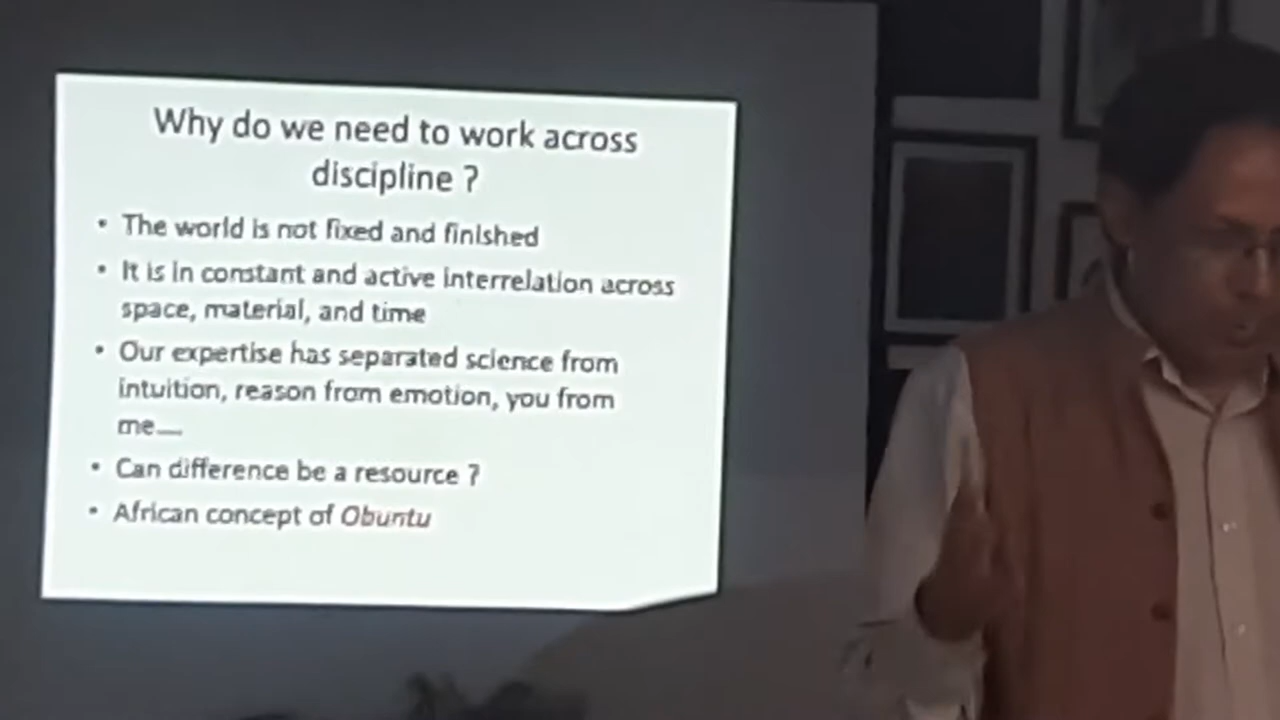 Why do we need to work across
discipline ?
• The world is not fixed and finished
• It is in constant and active interrelation across
space, material, and time
• Our expertise has separated science from
intuition, reason from emotion, you from
me....
• Can difference be a resource ?
• African concept of Obuntu